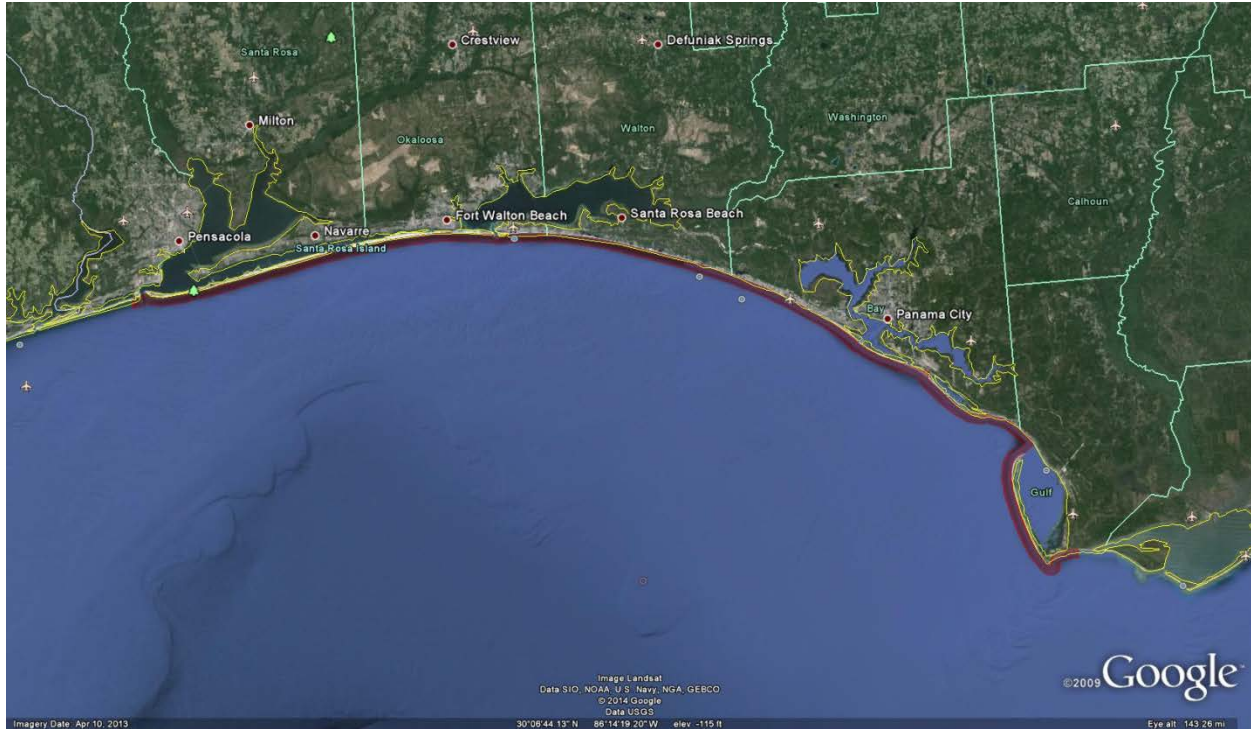 Santa Rosa
Crestview
Defuniak Springs
Milton
Okaloosa
Walton
Washington
Calhoun
Fort Walton Beach
Santa Rosa Beach
Pensacola
Navarre
Santa Rosa Island
Bay
Panama City
Gulf
Image Landsat
Data SIO, NOAA, U.S. Navy, NGA, GEBCO
© 2014 Google
Data USGS
©2009 Google
Imagery Date: Apr 10, 2013 30°06'44.13" N 86°14'19.20" W elev -115 ft Eye alt 143.26 mi